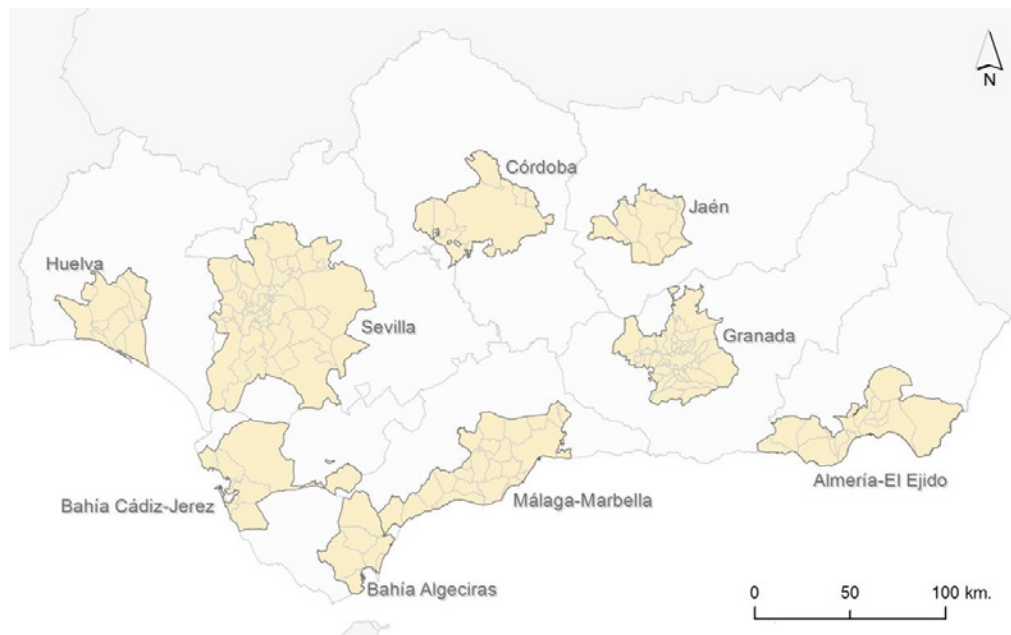 N
Córdoba
Jaén
Huelva
Sevilla
Granada
Almería-El Ejido
Málaga-Marbella
Bahía Cádiz-Jerez
Bahía Algeciras
0 50 100 km.